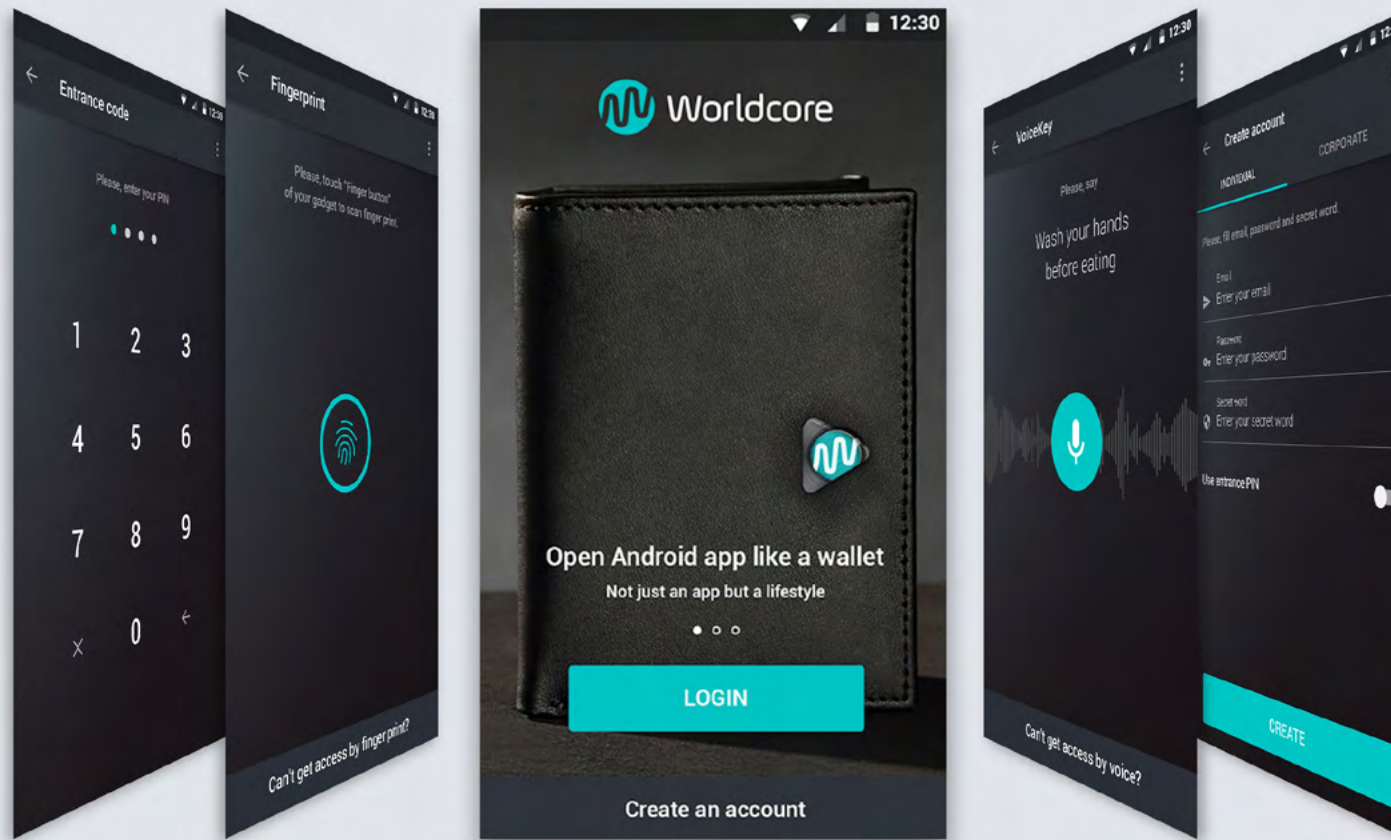 12:30
Entrance code
Please, enter your PIN
1 2 3
4 5 6
7 8 9
0
12:30
Fingerprint
Please, touch "Finger button"
of your gadget to scan finger print.
Can't get access by finger print?
12:30
Worldcore
Open Android app like a wallet
Not just an app but a lifestyle
LOGIN
Create an account
12:30
VoiceKey
Please, say
Wash your hands
before eating
Can't get access by voice?
Create account
INDIVIDUAL CORPORATE
Please, fill email, password and secret word.
Email
Enter your email
Password
Enter your password
Secret word
Enter your secret word
Use entrance PIN
CREATE